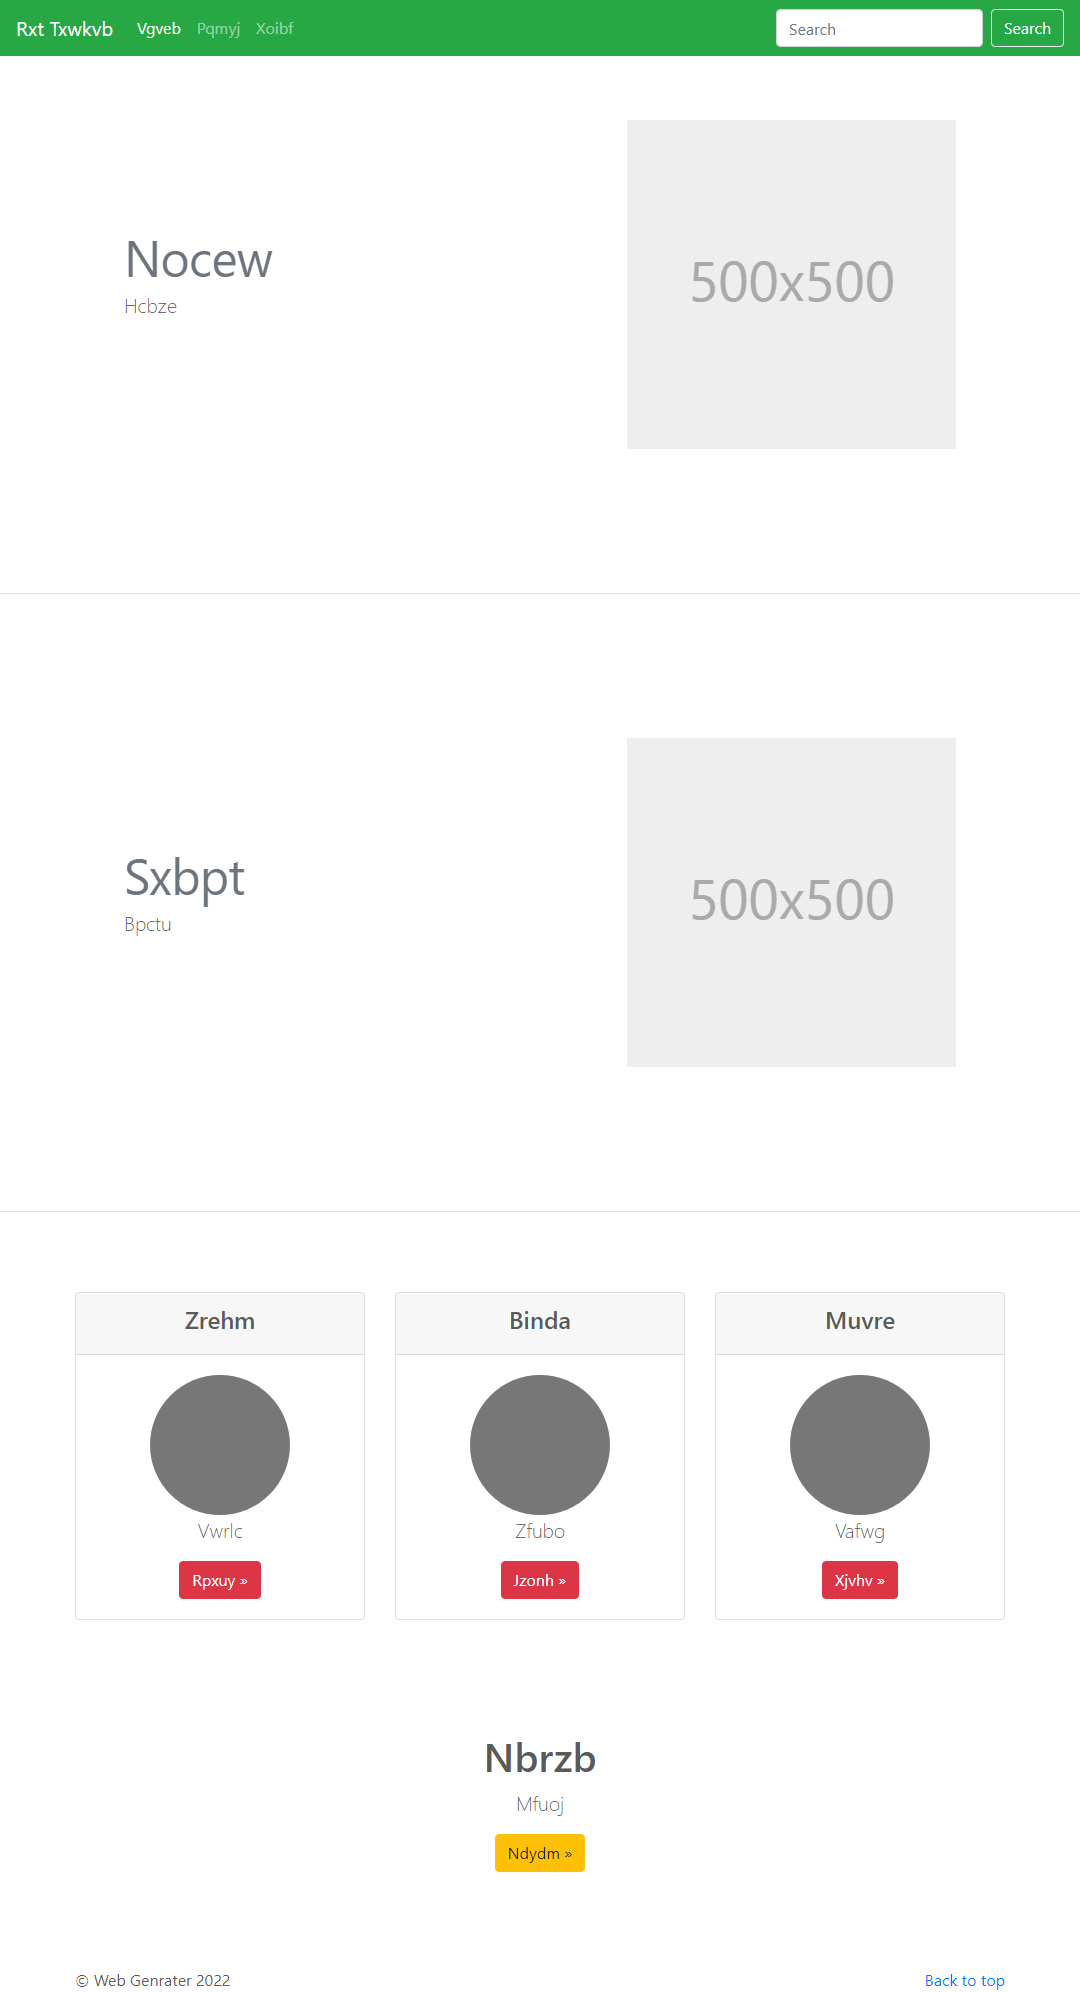 Rxt Txwkvb Vgveb Pqmyj Xoibf Search Search
Nocew
Hcbze
500x500
Sxbpt
Bpctu
500x500
Zrehm Binda Muvre
Vwrlc Zfubo Vafwg
Rpxuy » Jzonh » Xjvhv »
Nbrzb
Mfuoj
Ndydm »
© Web Genrater 2022 Back to top